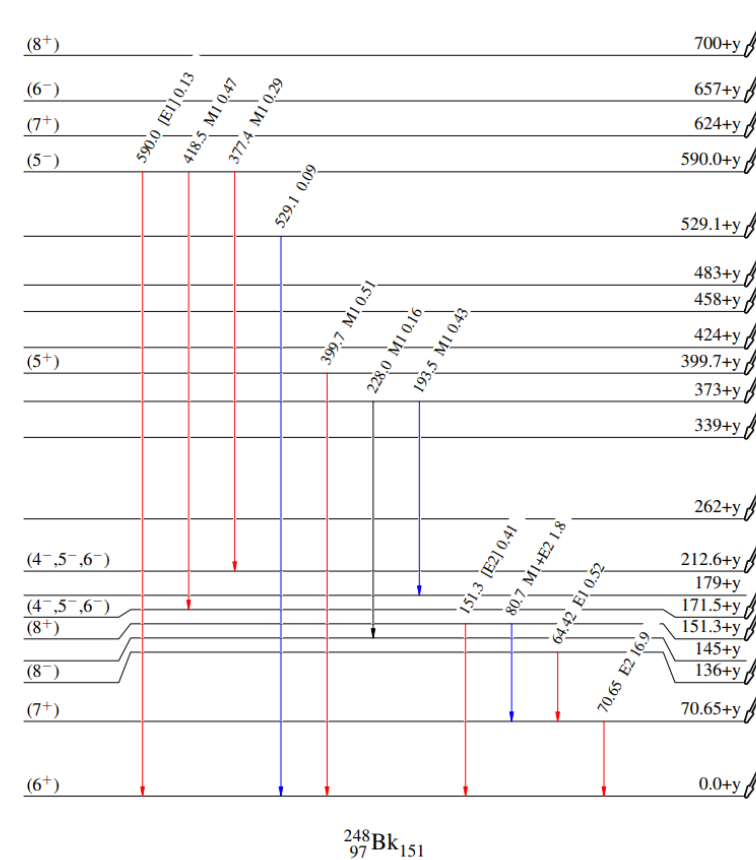 (8⁺) 700+y
(6⁻) 657+y
(7⁺) 624+y
(5⁻) 590.0+y
590.0 [E1] 0.13
418.5 M1 0.47
377.4 M1 0.29
529.1 0.09
529.1+y
483+y
458+y
424+y
(5⁺) 399.7+y
373+y
399.7 M1 0.51
228.0 M1 0.16
193.5 M1 0.43
339+y
262+y
(4⁻,5⁻,6⁻) 212.6+y
179+y
(4⁻,5⁻,6⁻) 171.5+y
(8⁺) 151.3+y
145+y
(8⁻) 136+y
151.3 [E2] 0.41
80.7 M1+E2 1.8
64.42 E1 0.52
70.65 E2 16.9
(7⁺) 70.65+y
(6⁺) 0.0+y
²⁴⁸₉₇Bk₁₅₁